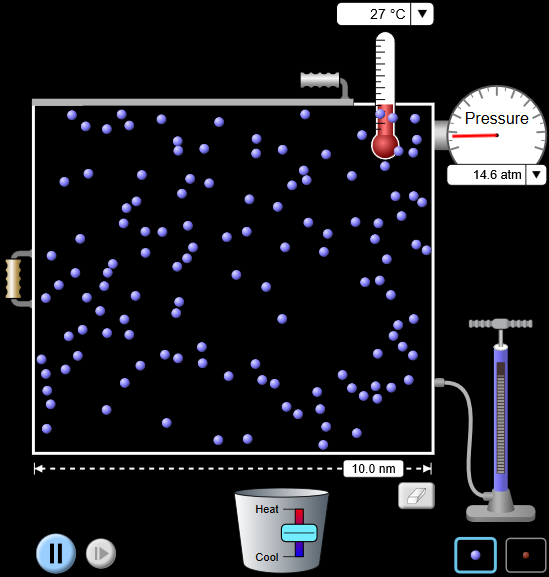 27 °C
Pressure
14.6 atm
10.0 nm
Heat
Cool